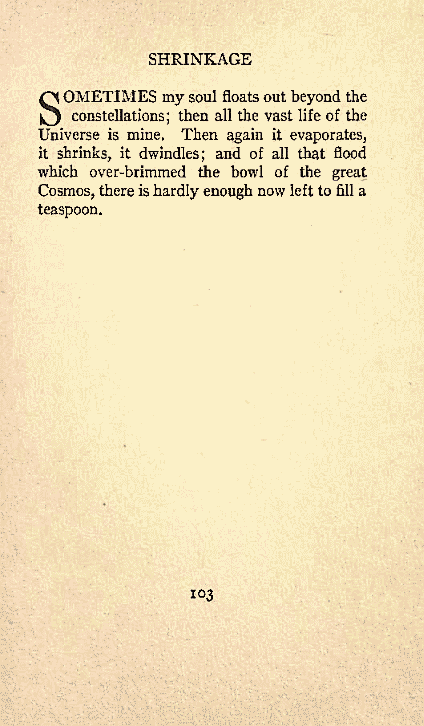 SHRINKAGE
SOMETIMES my soul floats out beyond the
constellations; then all the vast life of the
Universe is mine. Then again it evaporates,
it shrinks, it dwindles; and of all that flood
which over-brimmed the bowl of the great
Cosmos, there is hardly enough now left to fill a
teaspoon.
103